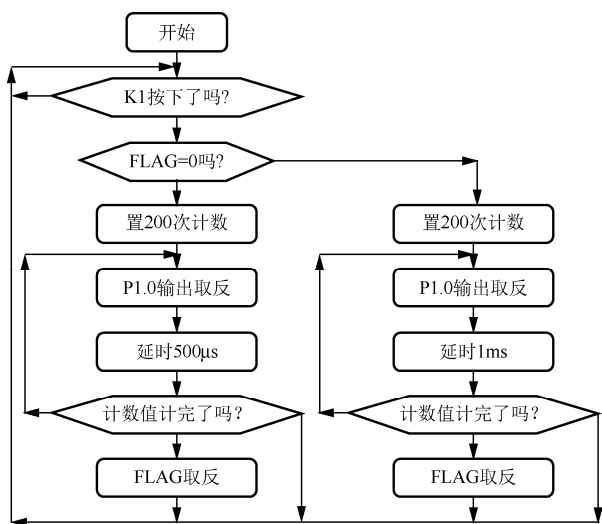 开始
K1按下了吗?
FLAG=0吗?
置200次计数
P1.0输出取反
延时500μs
计数值计完了吗?
FLAG取反
置200次计数
P1.0输出取反
延时1ms
计数值计完了吗?
FLAG取反